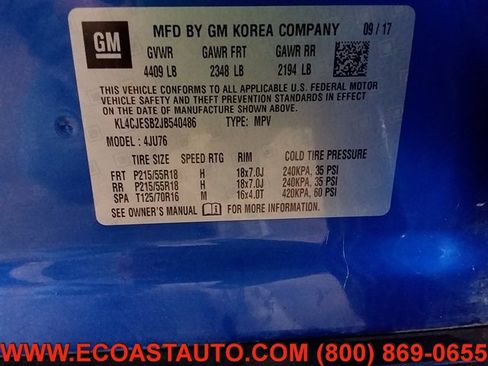 GM
MFD BY GM KOREA COMPANY 09 / 17
GVWR GAWR FRT GAWR RR
4409 LB 2348 LB 2194 LB
THIS VEHICLE CONFORMS TO ALL APPLICABLE U.S. FEDERAL MOTOR
VEHICLE SAFETY AND THEFT PREVENTION STANDARDS IN EFFECT
ON THE DATE OF MANUFACTURE SHOWN ABOVE.
KL4CJESB2JB540486 TYPE: MPV
MODEL: 4JU76
TIRE SIZE SPEED RTG RIM COLD TIRE PRESSURE
FRT P215/55R18 H 18x7.0J 240KPA, 35 PSI
RR P215/55R18 H 18x7.0J 240KPA, 35 PSI
SPA T125/70R16 M 16x4.0T 420KPA, 60 PSI
SEE OWNER'S MANUAL FOR MORE INFORMATION.
WWW.ECOASTAUTO.COM (800) 869-0655